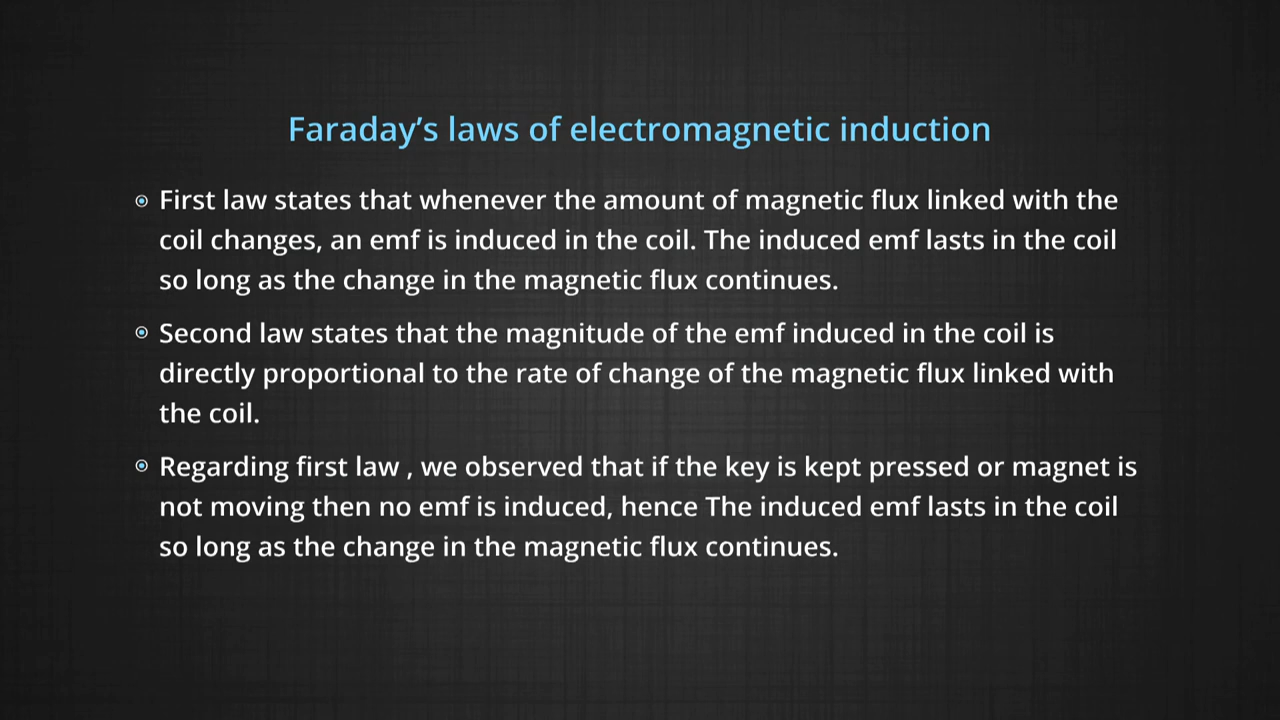 Faraday’s laws of electromagnetic induction
First law states that whenever the amount of magnetic flux linked with the
coil changes, an emf is induced in the coil. The induced emf lasts in the coil
so long as the change in the magnetic flux continues.
Second law states that the magnitude of the emf induced in the coil is
directly proportional to the rate of change of the magnetic flux linked with
the coil.
Regarding first law , we observed that if the key is kept pressed or magnet is
not moving then no emf is induced, hence The induced emf lasts in the coil
so long as the change in the magnetic flux continues.